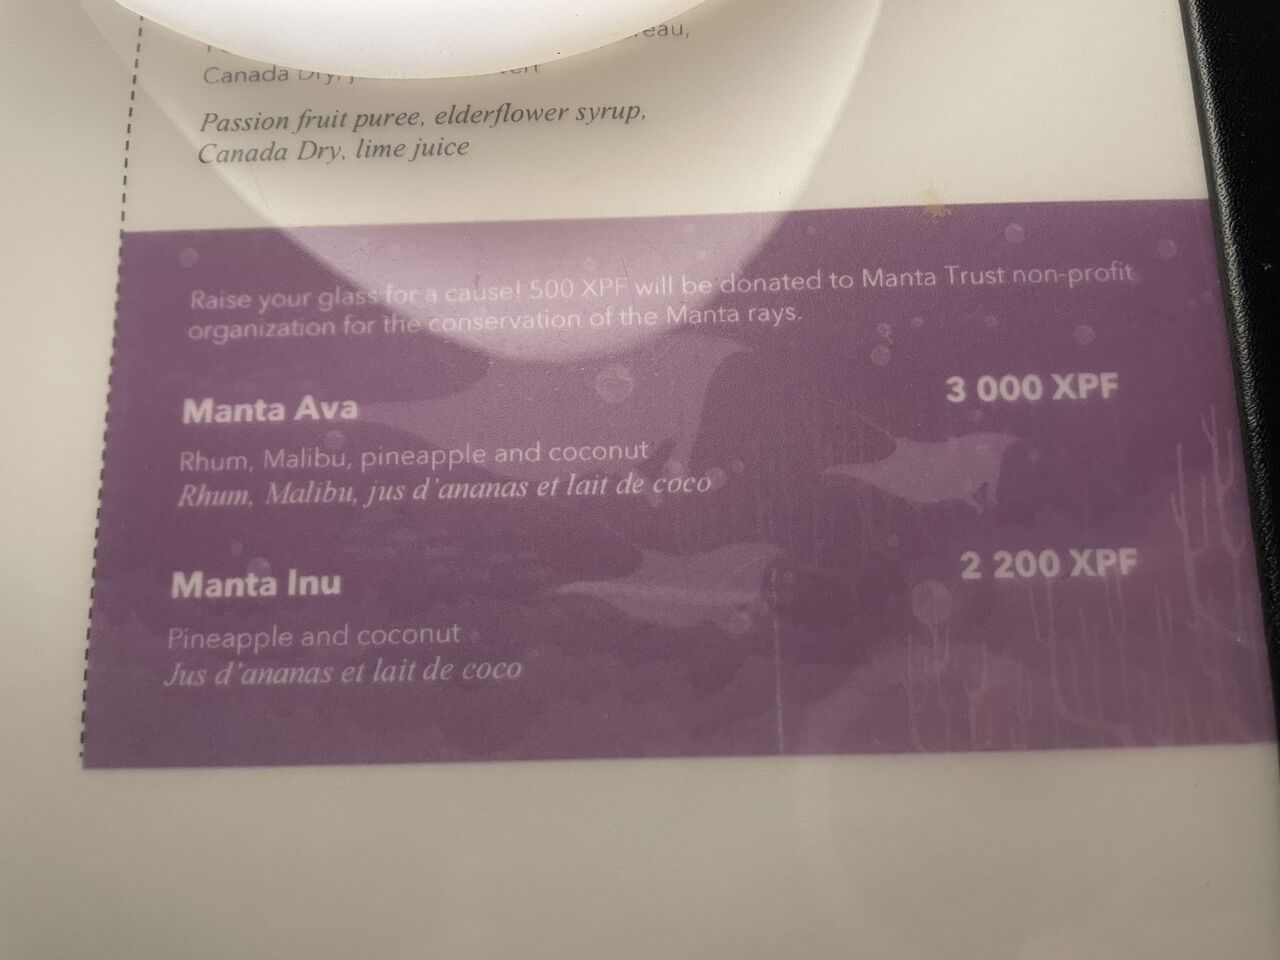 Canada Dry,
Passion fruit puree, elderflower syrup,
Canada Dry, lime juice
Raise your glass for a cause! 500 XPF will be donated to Manta Trust non-profit
organization for the conservation of the Manta rays.
Manta Ava
3 000 XPF
Rhum, Malibu, pineapple and coconut
Rhum, Malibu, jus d'ananas et lait de coco
Manta Inu
2 200 XPF
Pineapple and coconut
Jus d'ananas et lait de coco